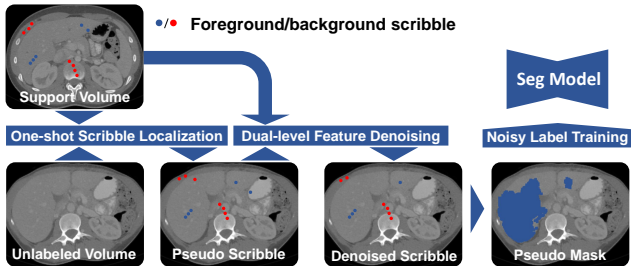 •/• Foreground/background scribble
Support Volume
Seg Model
One-shot Scribble Localization
Dual-level Feature Denoising
Noisy Label Training
Unlabeled Volume
Pseudo Scribble
Denoised Scribble
Pseudo Mask